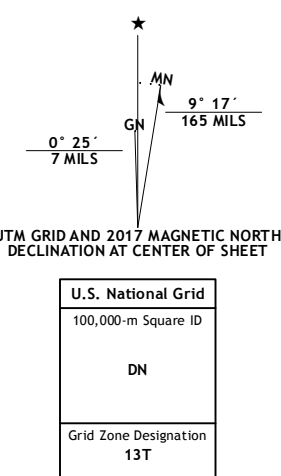 ★
MN
GN
9° 17´
165 MILS
0° 25´
7 MILS
UTM GRID AND 2017 MAGNETIC NORTH
DECLINATION AT CENTER OF SHEET
U.S. National Grid
100,000-m Square ID
DN
Grid Zone Designation
13T